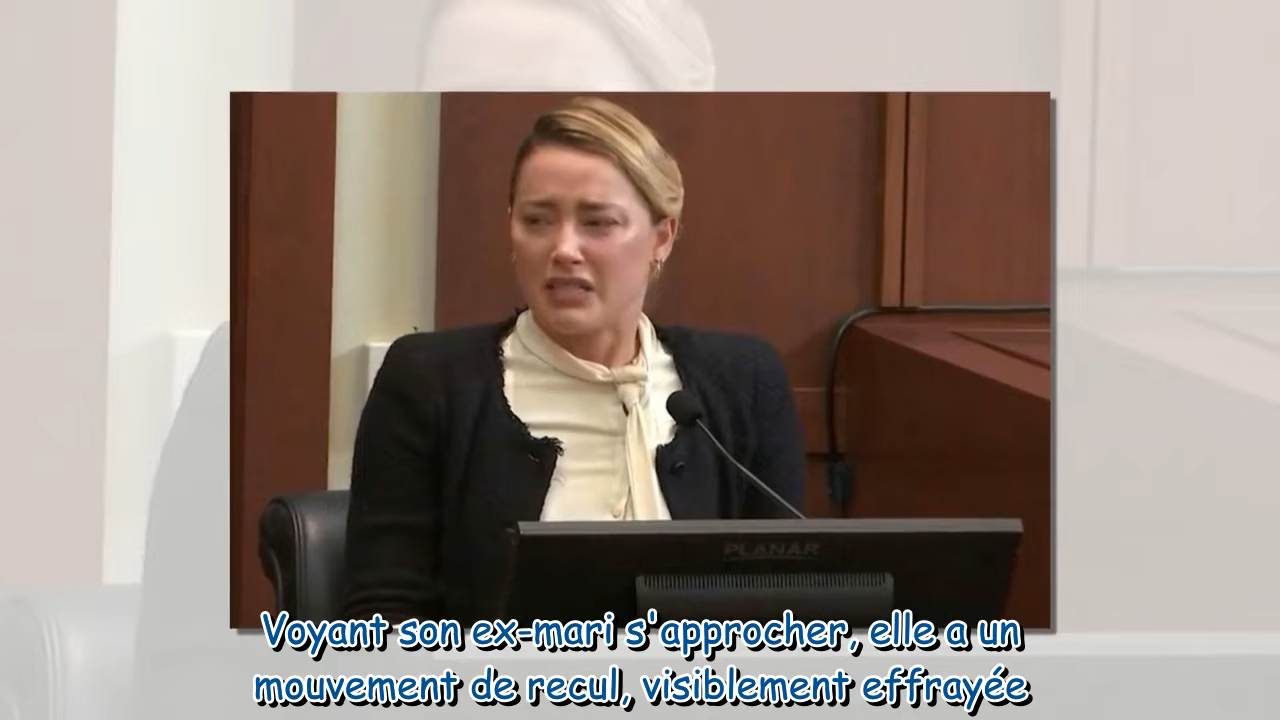 PLANAR
Voyant son ex-mari s'approcher, elle a un
mouvement de recul, visiblement effrayée